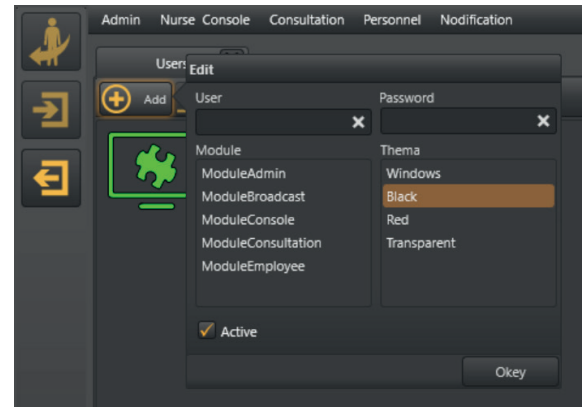 Admin Nurse Console Consultation Personnel Nodification
Users
Edit
Add
User Password
Module Thema
ModuleAdmin Windows
ModuleBroadcast Black
ModuleConsole Red
ModuleConsultation Transparent
ModuleEmployee
Active
Okey